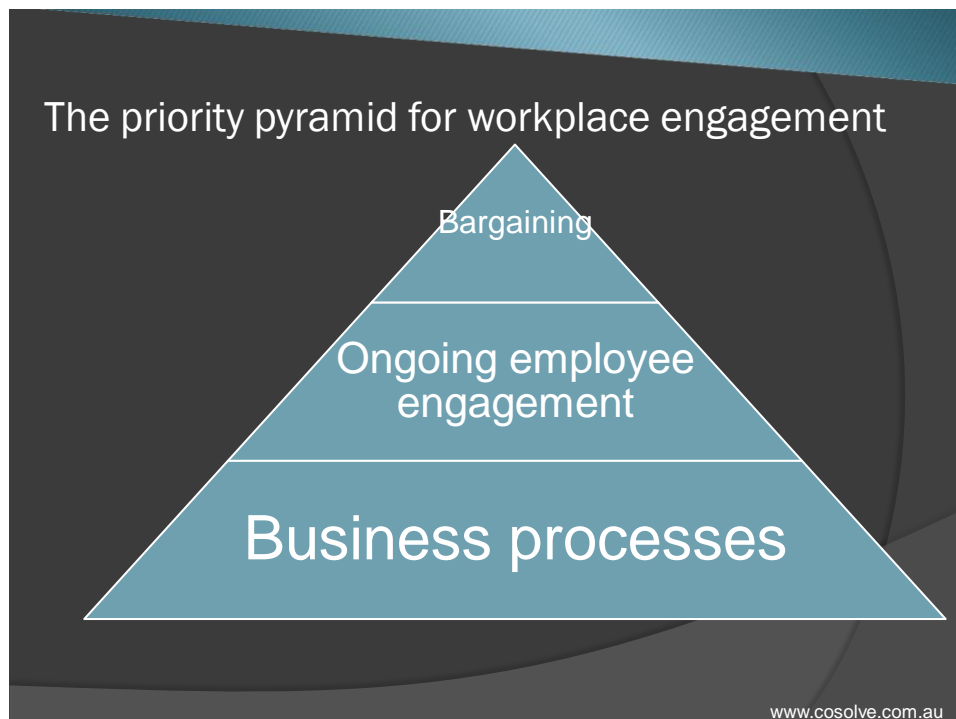 The priority pyramid for workplace engagement
Bargaining
Ongoing employee
engagement
Business processes
www.cosolve.com.au